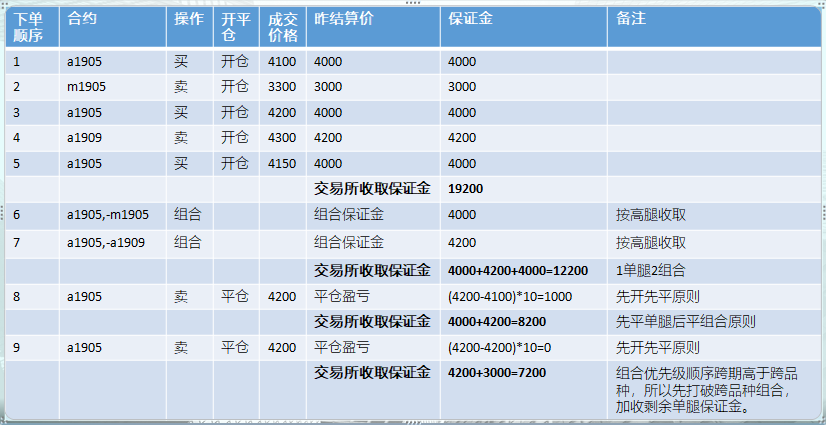 下单顺序 合约 操作 开平仓 成交价格 昨结算价 保证金 备注
1 a1905 买 开仓 4100 4000 4000
2 m1905 卖 开仓 3300 3000 3000
3 a1905 买 开仓 4200 4000 4000
4 a1909 卖 开仓 4300 4200 4200
5 a1905 买 开仓 4150 4000 4000
交易所收取保证金 19200
6 a1905,-m1905 组合 组合保证金 4000 按高腿收取
7 a1905,-a1909 组合 组合保证金 4200 按高腿收取
交易所收取保证金 4000+4200+4000=12200 1单腿2组合
8 a1905 卖 平仓 4200 平仓盈亏 (4200-4100)*10=1000 先开先平原则
交易所收取保证金 4000+4200=8200 先平单腿后平组合原则
9 a1905 卖 平仓 4200 平仓盈亏 (4200-4200)*10=0 先开先平原则
交易所收取保证金 4200+3000=7200 组合优先级顺序跨期高于跨品
种，所以先打破跨品种组合，
加收剩余单腿保证金。